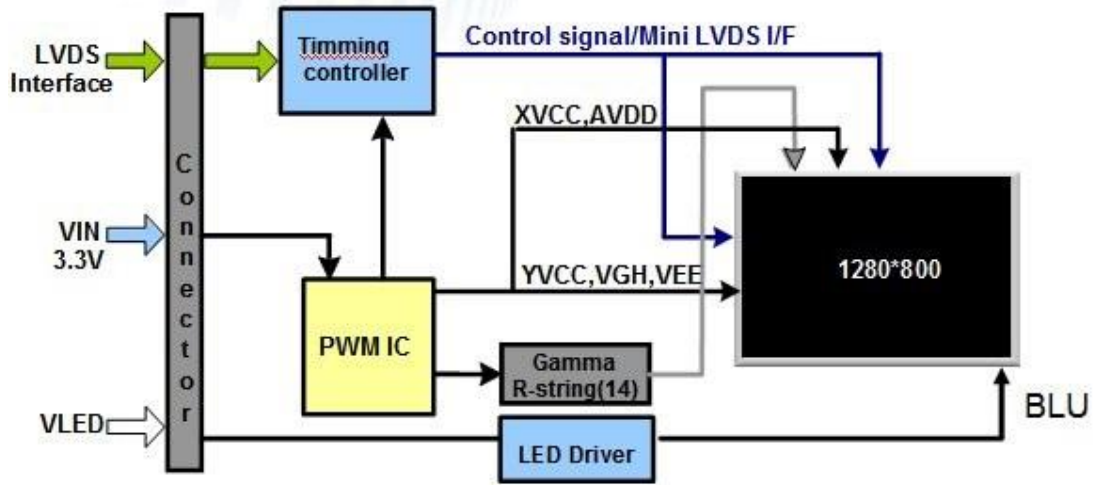 LVDS
Interface
Connector
Timming
controller
Control signal/Mini LVDS I/F
XVCC,AVDD
VIN
3.3V
1280*800
YVCC,VGH,VEE
PWM IC
Gamma
R-string(14)
VLED
LED Driver
BLU